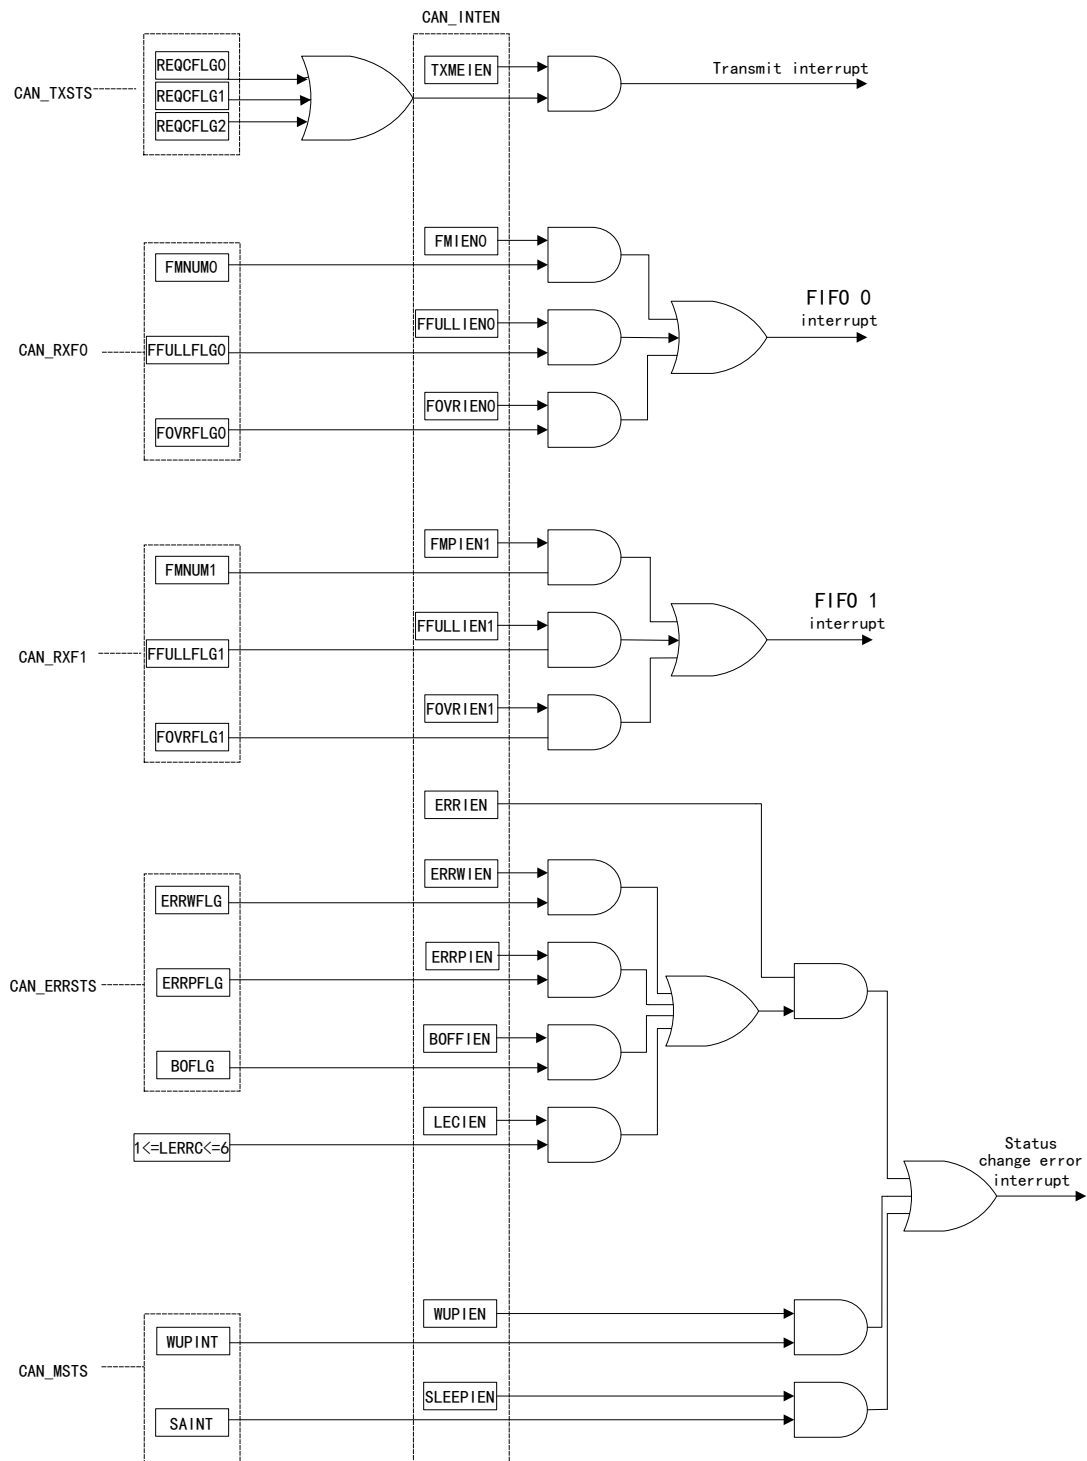 CAN_INTEN
REQCFLG0
TXMEIEN
Transmit interrupt
CAN_TXSTS
REQCFLG1
REQCFLG2
FMIEN0
FMNUM0
FIFO 0
interrupt
FFULLIEN0
CAN_RXF0
FFULLFLG0
FOVRIEN0
FOVRFLG0
FMPIEN1
FMNUM1
FIFO 1
interrupt
FFULLIEN1
CAN_RXF1
FFULLFLG1
FOVRIEN1
FOVRFLG1
ERRIEN
ERRWIEN
ERRWFLG
ERRPIEN
CAN_ERRSTS
ERRPFLG
BOFFIEN
BOFLG
LECIEN
1<=LERRC<=6
Status
change error
interrupt
WUPIEN
WUPINT
CAN_MSTS
SLEEPIEN
SAINT